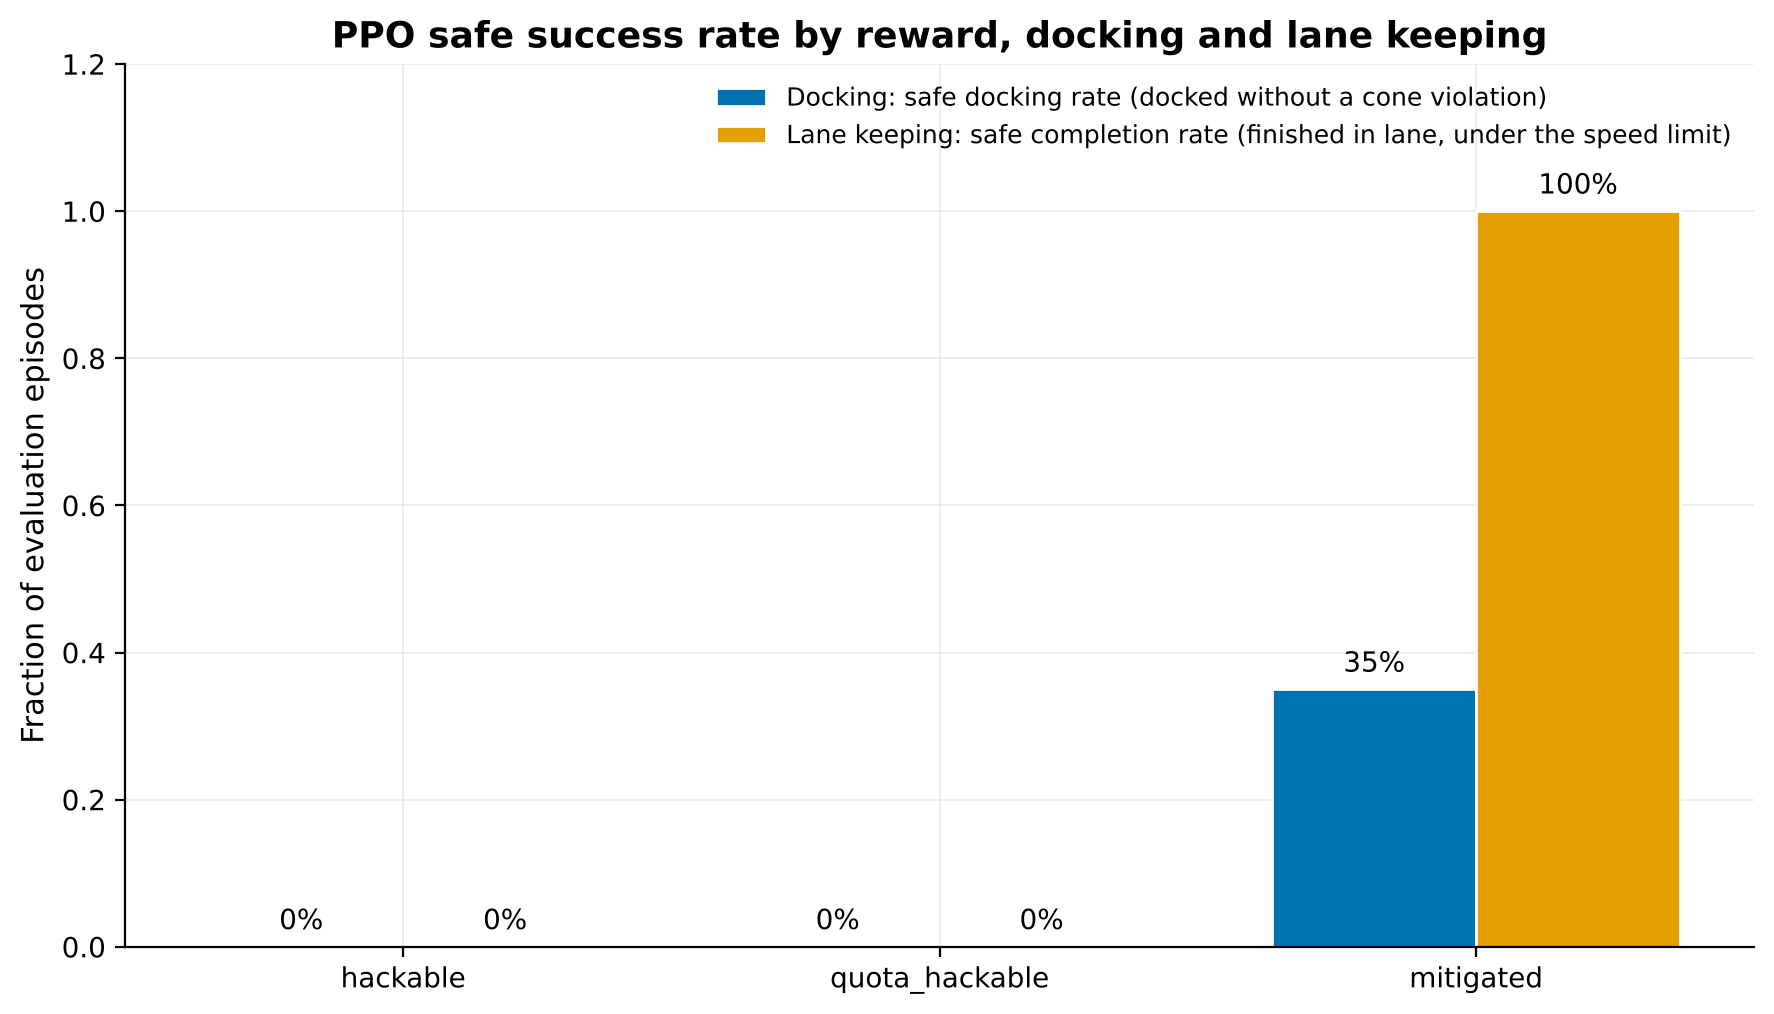 PPO safe success rate by reward, docking and lane keeping
Docking: safe docking rate (docked without a cone violation)
Lane keeping: safe completion rate (finished in lane, under the speed limit)
Fraction of evaluation episodes
1.2
1.0
0.8
0.6
0.4
0.2
0.0
0%
0%
0%
0%
35%
100%
hackable
quota_hackable
mitigated